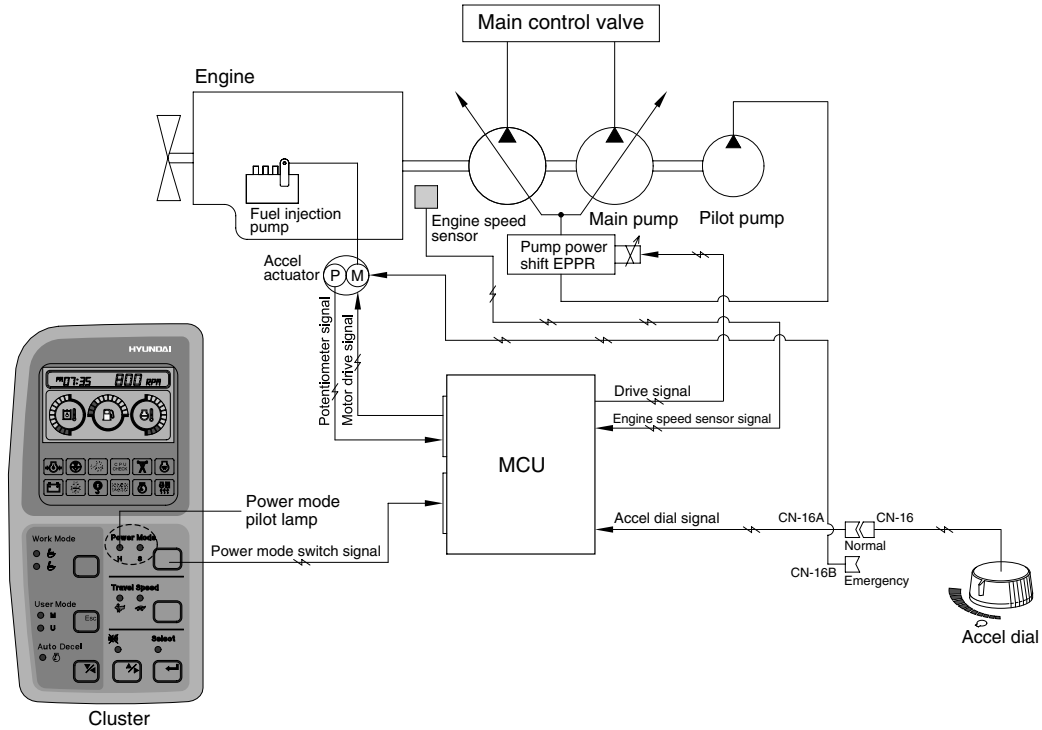 Main control valve
Engine
Fuel injection
pump
Engine speed
sensor
Main pump
Pilot pump
Pump power
shift EPPR
Accel
actuator
P
M
Potentiometer signal
Motor drive signal
MCU
Drive signal
Engine speed sensor signal
Accel dial signal
CN-16A
CN-16
Normal
CN-16B
Emergency
Accel dial
HYUNDAI
PM 07:35 800 RPM
C.P.U
CHECK
Power mode
pilot lamp
Power mode switch signal
Work Mode
Power Mode
H
S
Travel Speed
User Mode
M
U
Esc
Auto Decel
Select
Cluster